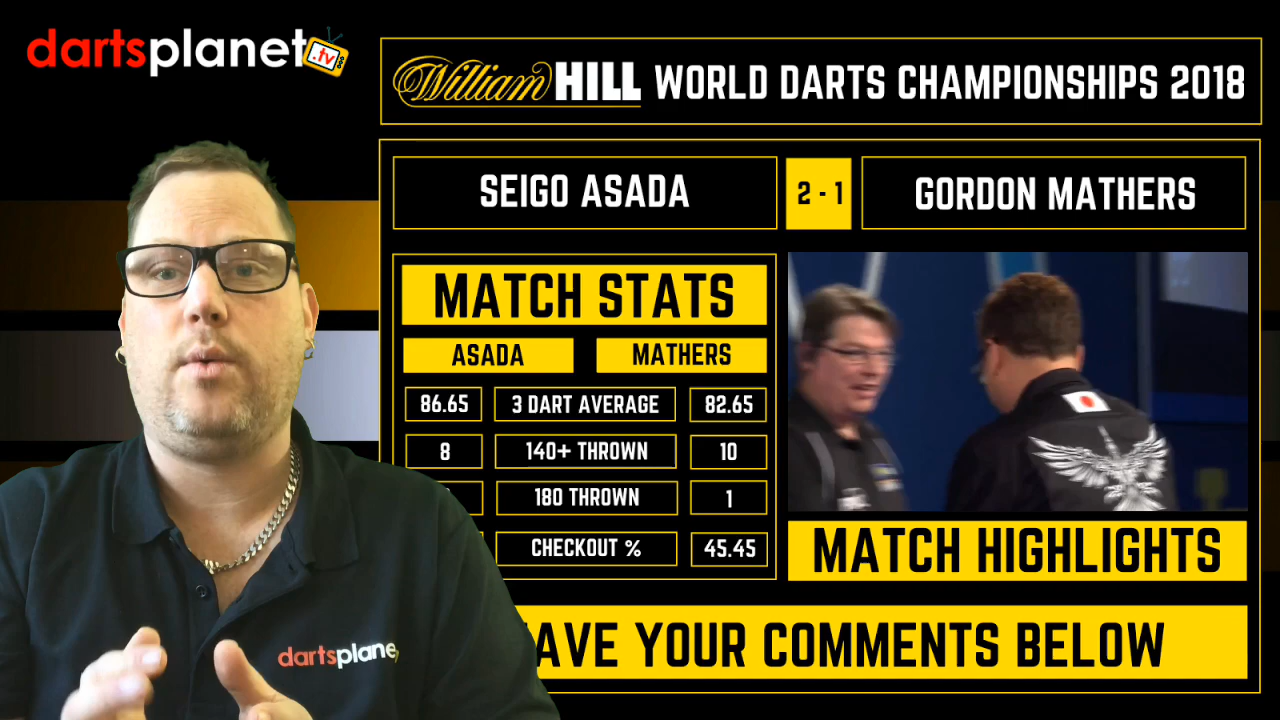 dartsplanet
.tv
William HILL WORLD DARTS CHAMPIONSHIPS 2018
SEIGO ASADA 2 - 1 GORDON MATHERS
MATCH STATS
ASADA MATHERS
86.65 3 DART AVERAGE 82.65
8 140+ THROWN 10
180 THROWN 1
CHECKOUT % 45.45
MATCH HIGHLIGHTS
AVE YOUR COMMENTS BELOW
dartsplane